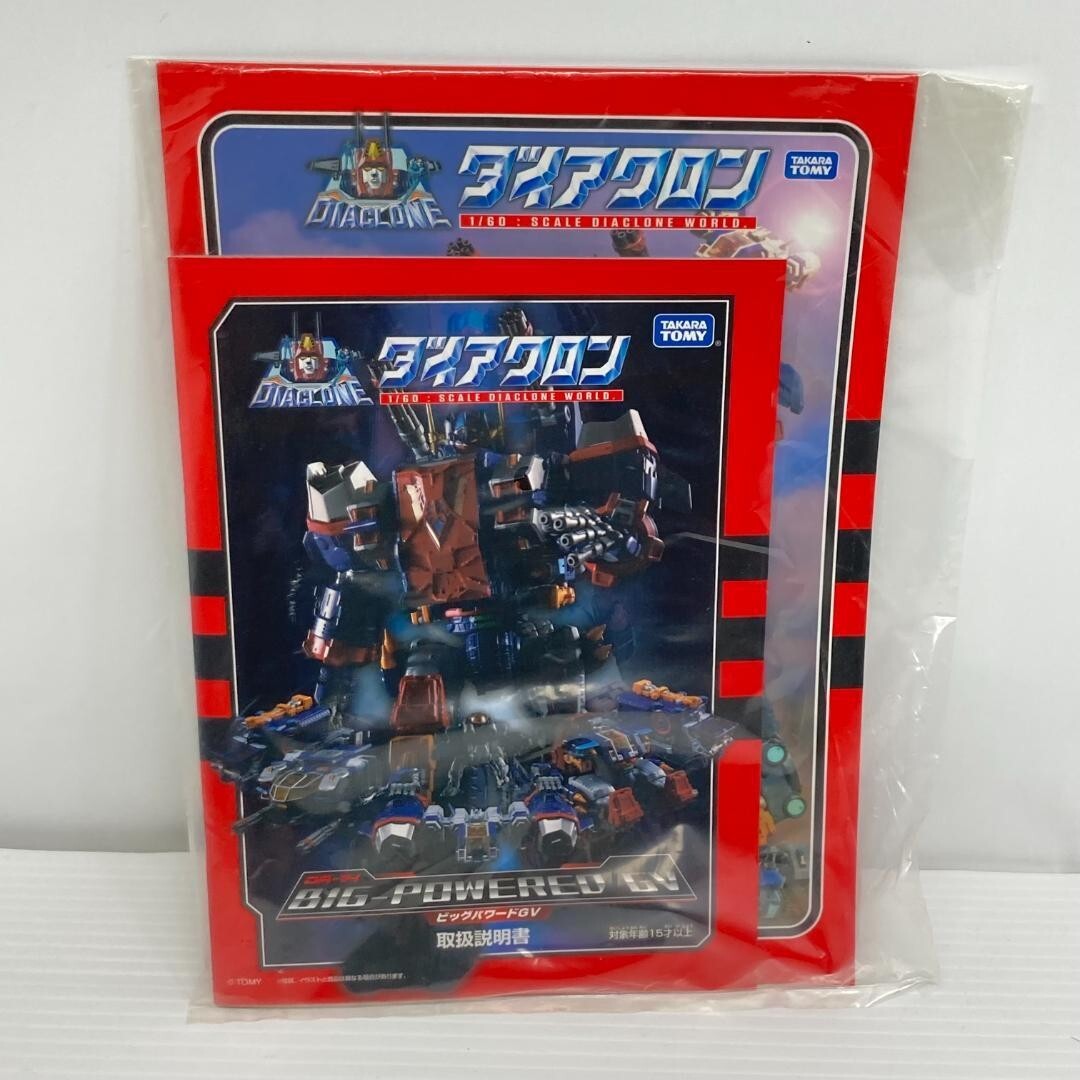 DIACLONE
ダイアクロン
1/60 : SCALE DIACLONE WORLD.
TAKARA TOMY
DIACLONE
ダイアクロン
1/60 : SCALE DIACLONE WORLD.
TAKARA TOMY
®
BIG-POWERED GV
ビッグパワードGV
取扱説明書
対象年齢15才以上
© TOMY